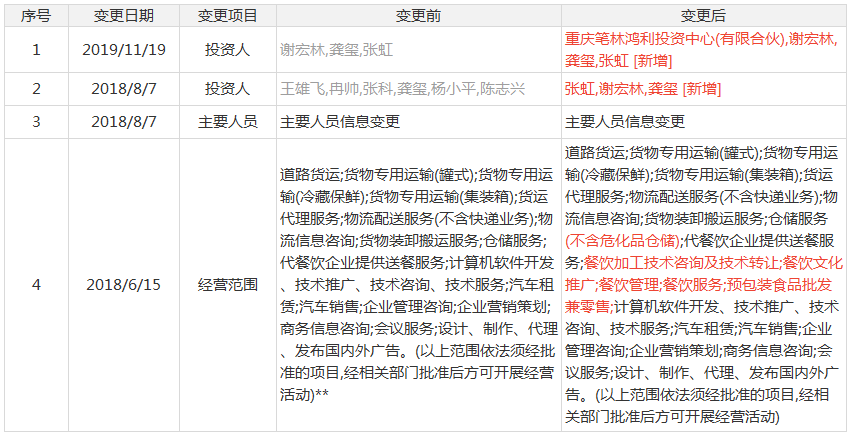 序号 变更日期 变更项目 变更前 变更后
1 2019/11/19 投资人 谢宏林,龚玺,张虹 重庆笔林鸿利投资中心(有限合伙),谢宏林,
龚玺,张虹 [新增]
2 2018/8/7 投资人 王雄飞,冉帅,张科,龚玺,杨小平,陈志兴 张虹,谢宏林,龚玺 [新增]
3 2018/8/7 主要人员 主要人员信息变更 主要人员信息变更
4 2018/6/15 经营范围
道路货运;货物专用运输(罐式);货物专用运
输(冷藏保鲜);货物专用运输(集装箱);货运
代理服务;物流配送服务(不含快递业务);物
流信息咨询;货物装卸搬运服务;仓储服务;
代餐饮企业提供送餐服务;计算机软件开发
、技术推广、技术咨询、技术服务;汽车租
赁;汽车销售;企业管理咨询;企业营销策划;
商务信息咨询;会议服务;设计、制作、代理
、发布国内外广告。(以上范围依法须经批
准的项目,经相关部门批准后方可开展经营
活动)**
道路货运;货物专用运输(罐式);货物专用运
输(冷藏保鲜);货物专用运输(集装箱);货运
代理服务;物流配送服务(不含快递业务);物
流信息咨询;货物装卸搬运服务;仓储服务
(不含危化品仓储);代餐饮企业提供送餐服
务;餐饮加工技术咨询及技术转让;餐饮文化
推广;餐饮管理;餐饮服务;预包装食品批发
兼零售;计算机软件开发、技术推广、技术
咨询、技术服务;汽车租赁;汽车销售;企业
管理咨询;企业营销策划;商务信息咨询;会
议服务;设计、制作、代理、发布国内外广
告。(以上范围依法须经批准的项目,经相
关部门批准后方可开展经营活动)